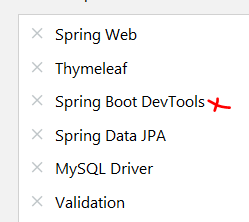 Spring Web
Thymeleaf
Spring Boot DevTools
Spring Data JPA
MySQL Driver
Validation